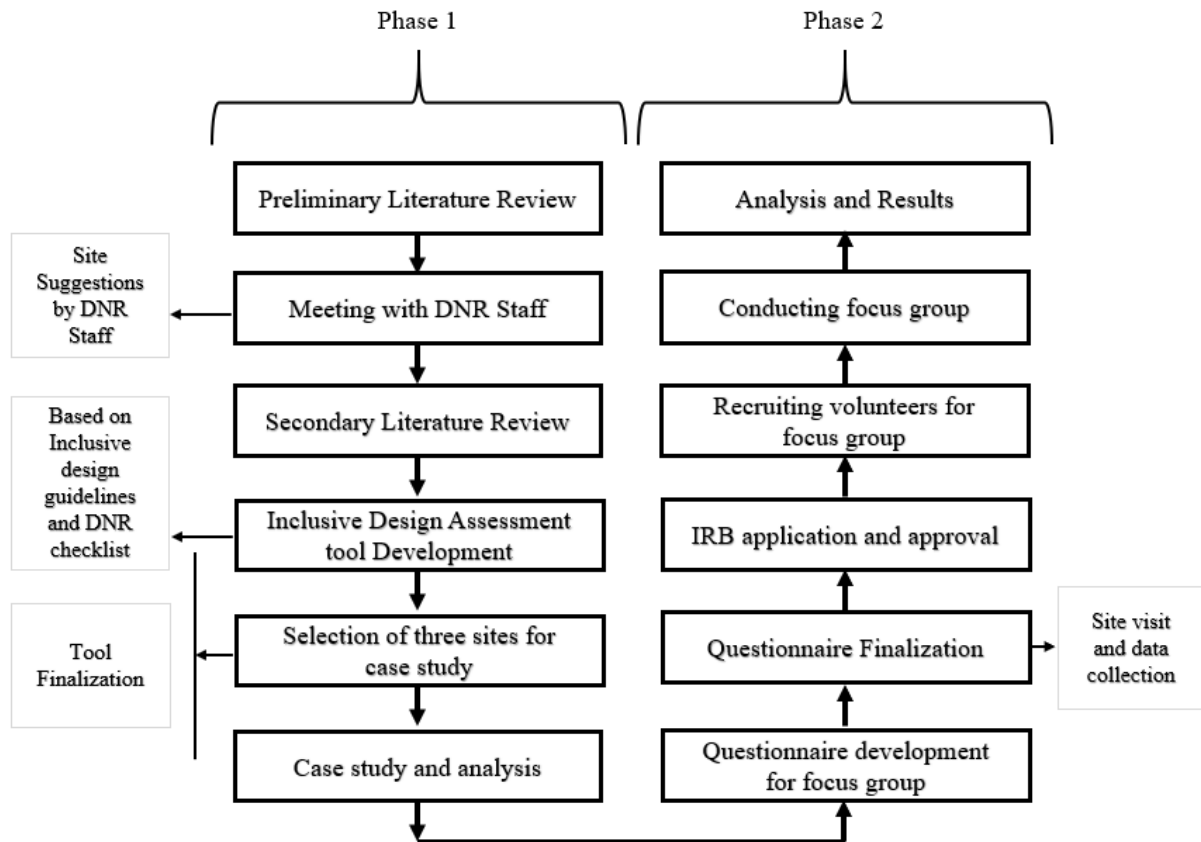 Phase 1
Phase 2
Preliminary Literature Review
Site
Suggestions
by DNR
Staff
Meeting with DNR Staff
Secondary Literature Review
Based on
Inclusive
design
guidelines
and DNR
checklist
Inclusive Design Assessment
tool Development
Selection of three sites for
case study
Tool
Finalization
Case study and analysis
Analysis and Results
Conducting focus group
Recruiting volunteers for
focus group
IRB application and approval
Questionnaire Finalization
Site visit
and data
collection
Questionnaire development
for focus group